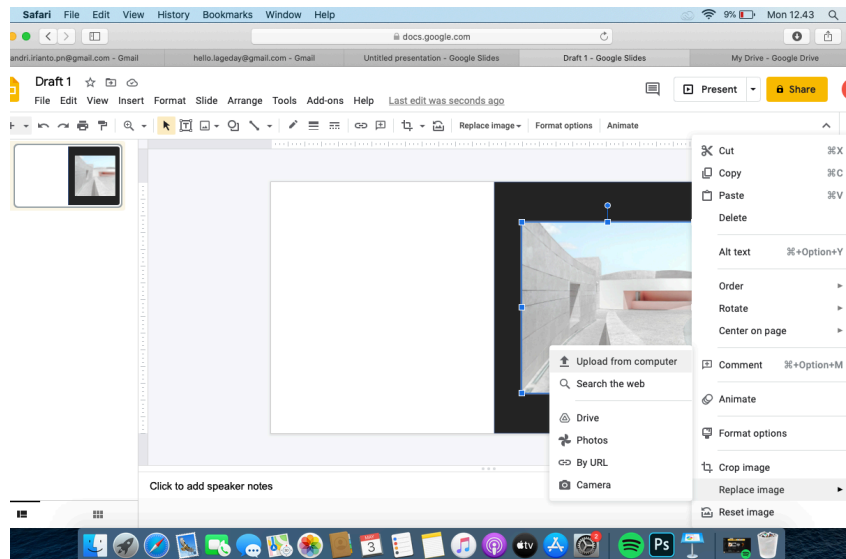 Safari File Edit View History Bookmarks Window Help 9% Mon 12.43
docs.google.com
andri.irianto.pn@gmail.com - Gmail hello.lageday@gmail.com - Gmail Untitled presentation - Google Slides Draft 1 - Google Slides My Drive - Google Drive
Draft 1
File Edit View Insert Format Slide Arrange Tools Add-ons Help Last edit was seconds ago
Present Share
Replace image Format options Animate
Cut ⌘X
Copy ⌘C
Paste ⌘V
Delete
Alt text ⌘+Option+Y
Order
Rotate
Center on page
Comment ⌘+Option+M
Animate
Format options
Crop image
Replace image
Reset image
Upload from computer
Search the web
Drive
Photos
By URL
Camera
Click to add speaker notes
3
tv
Ps